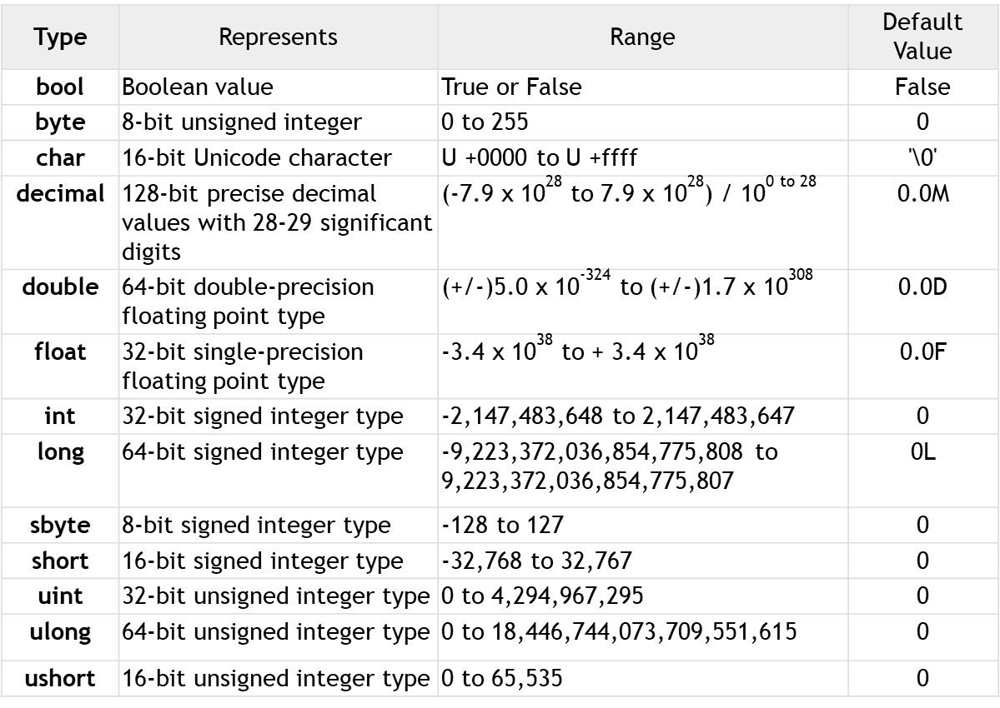 Type Represents Range Default Value
bool Boolean value True or False False
byte 8-bit unsigned integer 0 to 255 0
char 16-bit Unicode character U +0000 to U +ffff '\0'
decimal 128-bit precise decimal values with 28-29 significant digits (-7.9 x 10^28 to 7.9 x 10^28) / 10^0 to 28 0.0M
double 64-bit double-precision floating point type (+/-)5.0 x 10^-324 to (+/-)1.7 x 10^308 0.0D
float 32-bit single-precision floating point type -3.4 x 10^38 to + 3.4 x 10^38 0.0F
int 32-bit signed integer type -2,147,483,648 to 2,147,483,647 0
long 64-bit signed integer type -9,223,372,036,854,775,808 to 9,223,372,036,854,775,807 0L
sbyte 8-bit signed integer type -128 to 127 0
short 16-bit signed integer type -32,768 to 32,767 0
uint 32-bit unsigned integer type 0 to 4,294,967,295 0
ulong 64-bit unsigned integer type 0 to 18,446,744,073,709,551,615 0
ushort 16-bit unsigned integer type 0 to 65,535 0